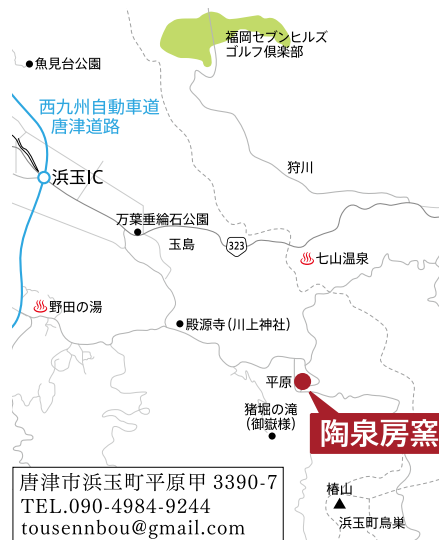 福岡セブンヒルズ
ゴルフ倶楽部
魚見台公園
西九州自動車道
唐津道路
狩川
浜玉IC
万葉垂綸石公園
玉島
323
七山温泉
野田の湯
殿源寺(川上神社)
平原
猪堀の滝
(御嶽様)
陶泉房窯
唐津市浜玉町平原甲 3390-7
TEL.090-4984-9244
tousennbou@gmail.com
椿山
浜玉町鳥巣